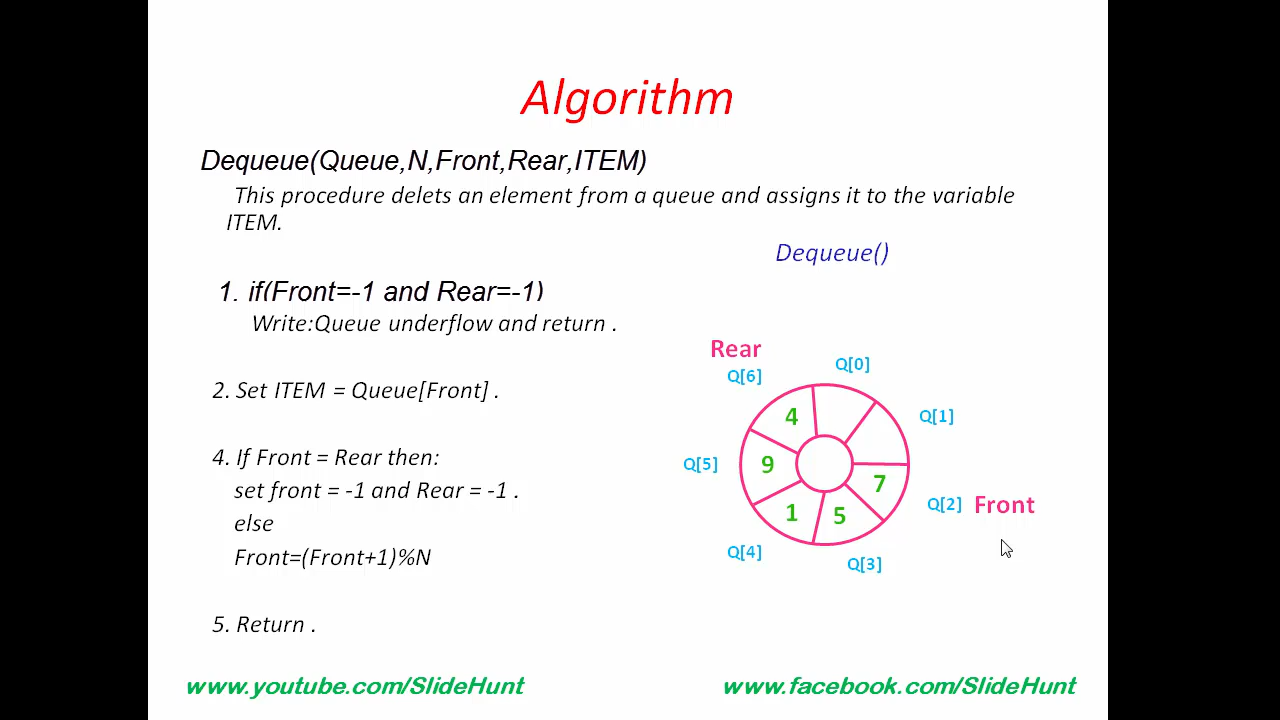 Algorithm
Dequeue(Queue,N,Front,Rear,ITEM)
This procedure delets an element from a queue and assigns it to the variable
ITEM.
Dequeue()
1. if(Front=-1 and Rear=-1)
Write:Queue underflow and return .
2. Set ITEM = Queue[Front] .
4. If Front = Rear then:
set front = -1 and Rear = -1 .
else
Front=(Front+1)%N
5. Return .
Rear
Q[6]
Q[0]
4
Q[1]
Q[5]
9
7
Q[2]
Front
1
5
Q[4]
Q[3]
www.youtube.com/SlideHunt
www.facebook.com/SlideHunt